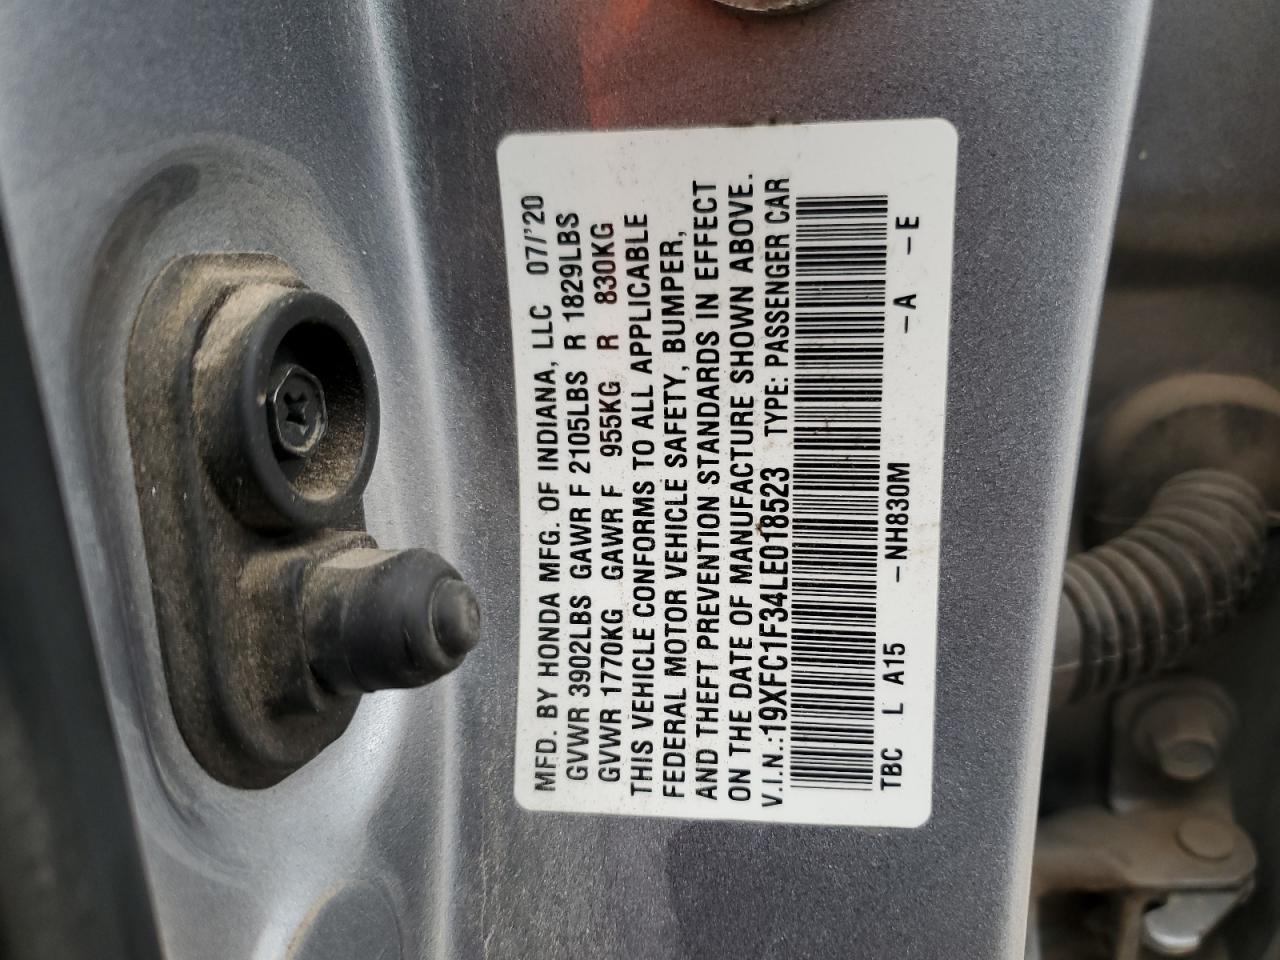 MFD. BY HONDA MFG. OF INDIANA, LLC 07/'20
GVWR 3902LBS GAWR F 2105LBS R 1829LBS
GVWR 1770KG GAWR F 955KG R 830KG
THIS VEHICLE CONFORMS TO ALL APPLICABLE
FEDERAL MOTOR VEHICLE SAFETY, BUMPER,
AND THEFT PREVENTION STANDARDS IN EFFECT
ON THE DATE OF MANUFACTURE SHOWN ABOVE.
V.I.N.:19XFC1F34LE018523 TYPE: PASSENGER CAR
TBC L A15 -NH830M -A -E